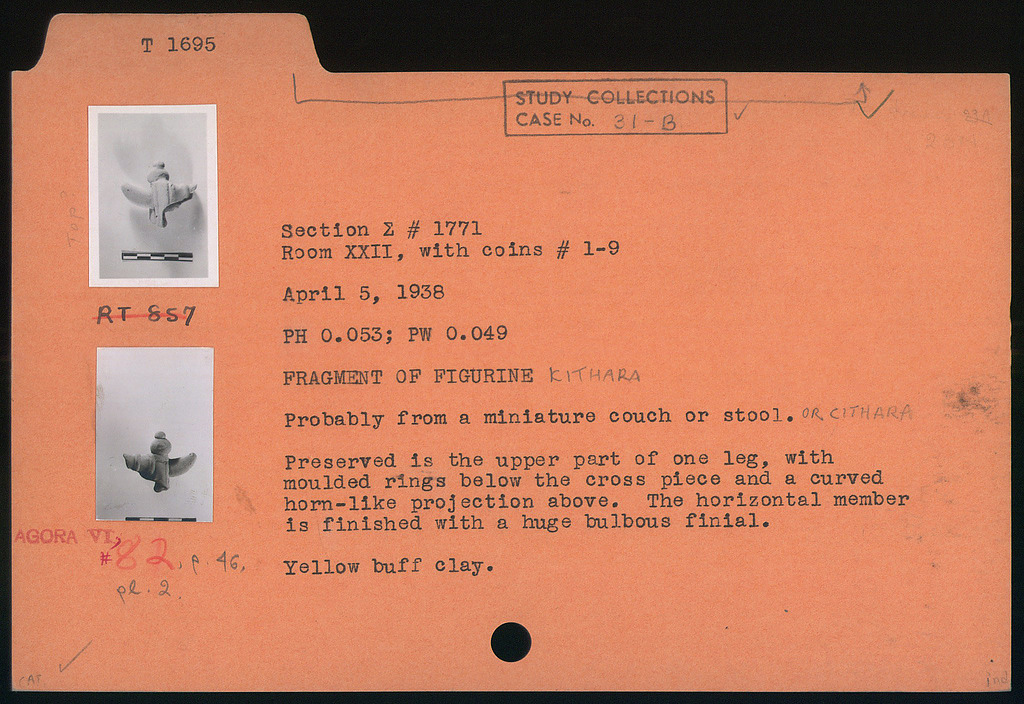 T 1695
STUDY COLLECTIONS
CASE No. 31-B
23A
TOP
Section Σ # 1771
Room XXII, with coins # 1-9
April 5, 1938
RT 857
PH 0.053; PW 0.049
FRAGMENT OF FIGURINE KITHARA
Probably from a miniature couch or stool. OR CITHARA
Preserved is the upper part of one leg, with
moulded rings below the cross piece and a curved
horn-like projection above. The horizontal member
is finished with a huge bulbous finial.
AGORA VI,
#82, p. 46,
pl. 2.
Yellow buff clay.
CAT.
ind